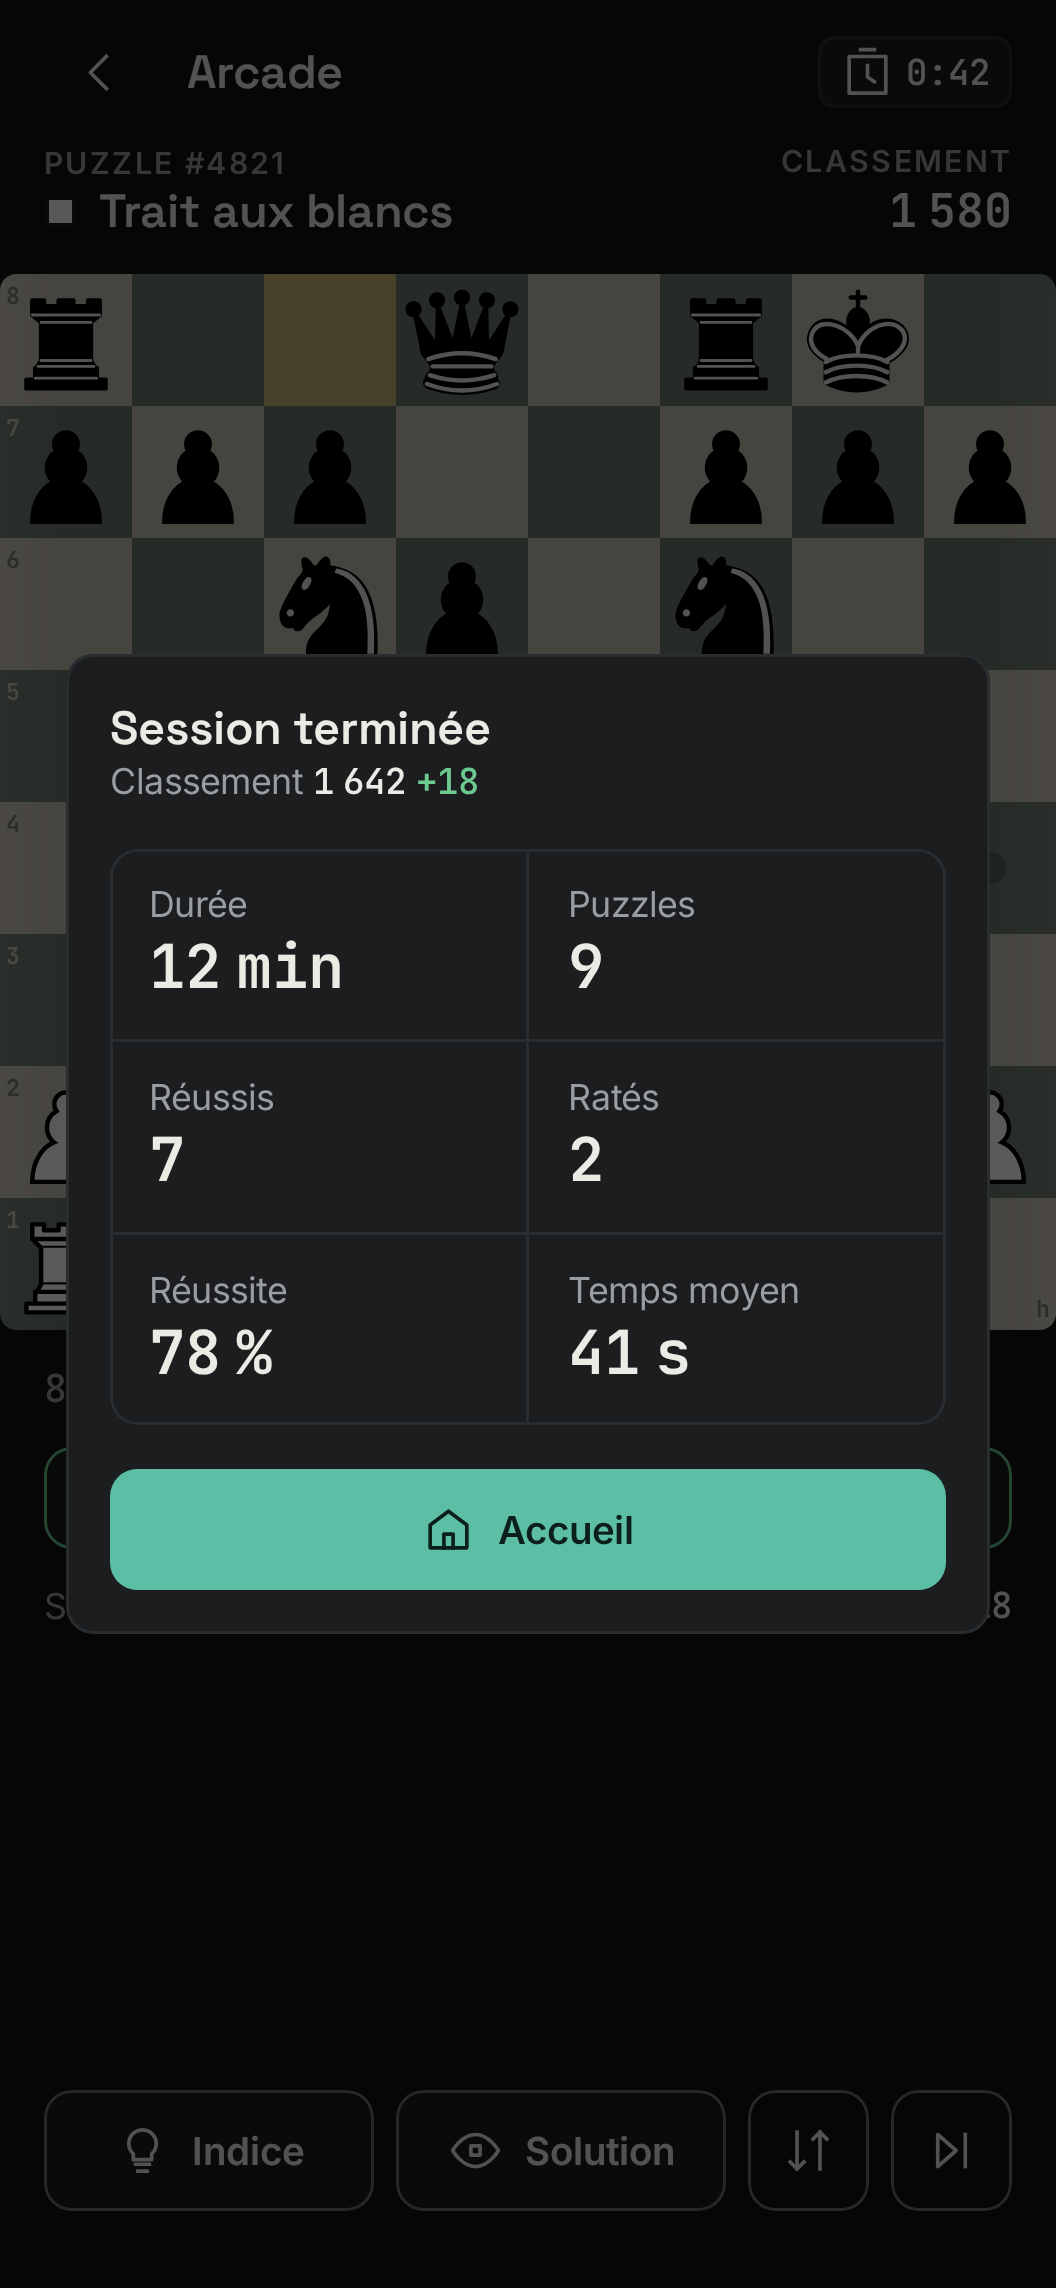 Arcade
0:42
PUZZLE #4821
CLASSEMENT
Trait aux blancs
1 580
8
7
6
5
4
3
2
1
h
Session terminée
Classement 1 642 +18
Durée
Puzzles
12 min
9
Réussis
Ratés
7
2
Réussite
Temps moyen
78 %
41 s
8
Accueil
S
8
Indice
Solution